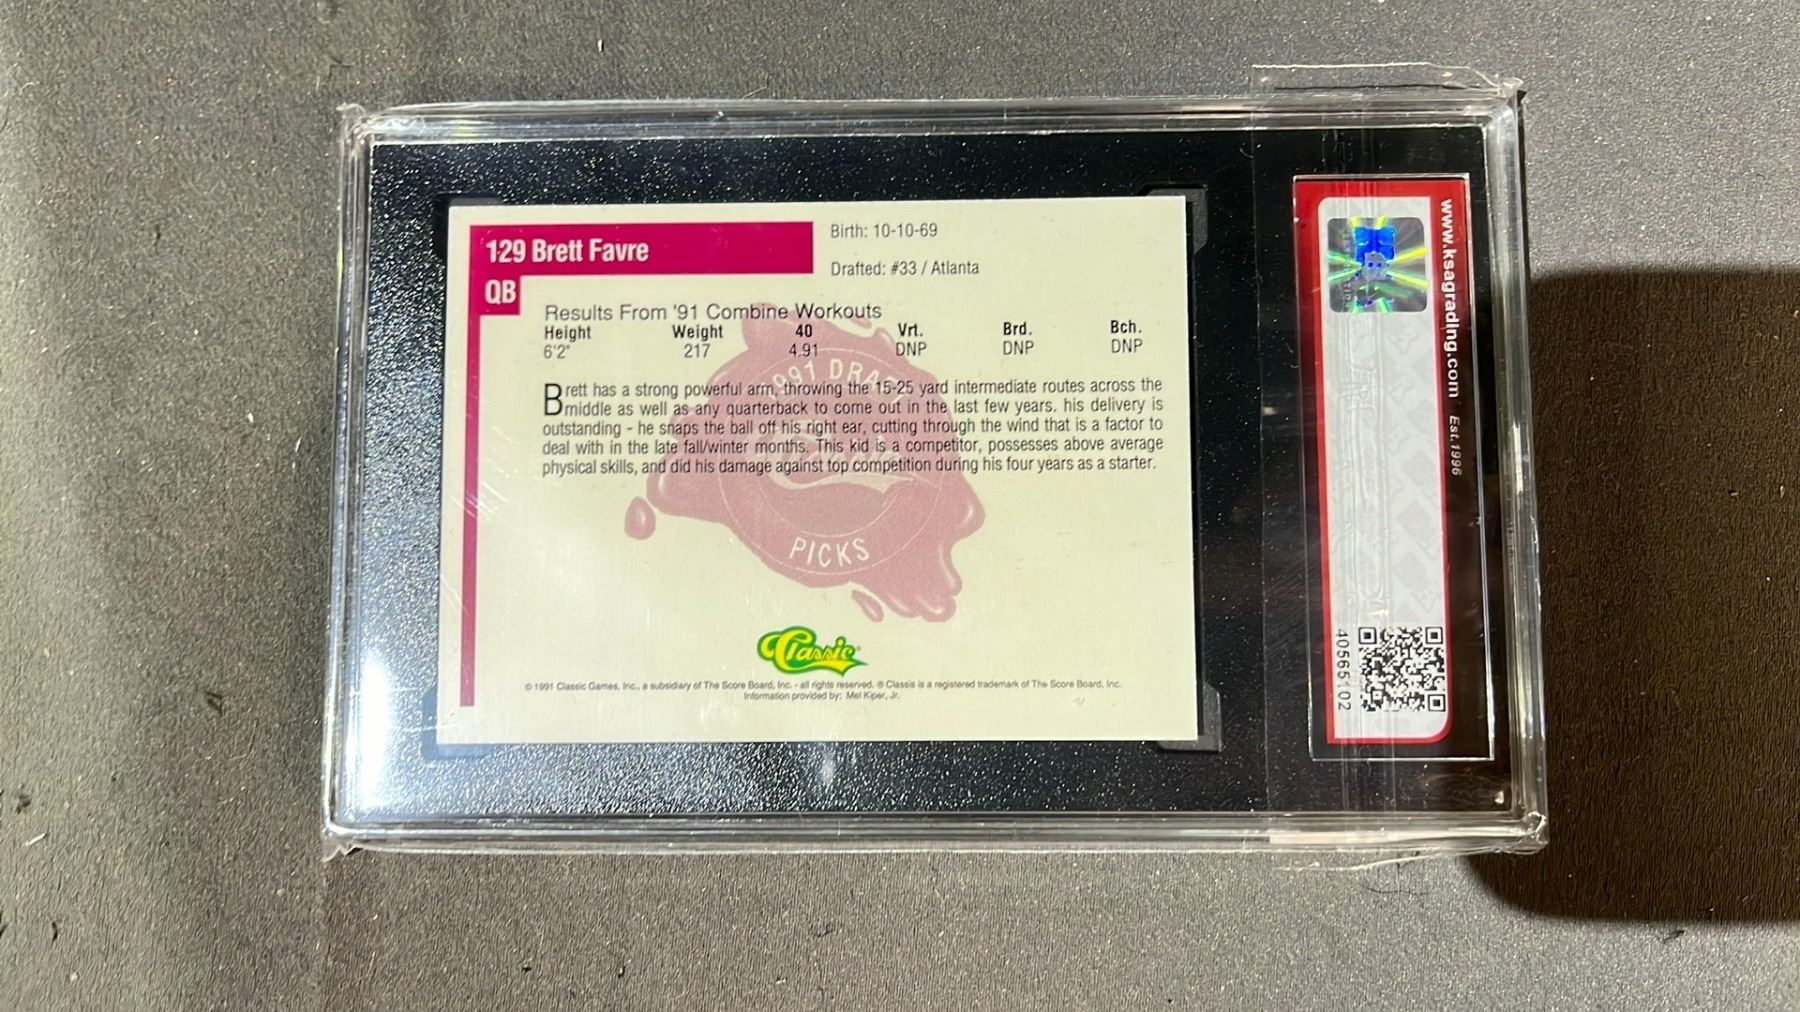 129 Brett Favre
QB
Birth: 10-10-69
Drafted: #33 / Atlanta
Results From '91 Combine Workouts
Height Weight 40 Vrt. Brd. Bch.
6'2" 217 4.91 DNP DNP DNP
Brett has a strong powerful arm, throwing the 15-25 yard intermediate routes across the
middle as well as any quarterback to come out in the last few years. his delivery is
outstanding - he snaps the ball off his right ear, cutting through the wind that is a factor to
deal with in the late fall/winter months. This kid is a competitor, possesses above average
physical skills, and did his damage against top competition during his four years as a starter.
1991 DRAFT
PICKS
Classic®
© 1991 Classic Games, Inc., a subsidiary of The Score Board, Inc. - all rights reserved. ® Classis is a registered trademark of The Score Board, Inc.
Information provided by: Mel Kiper, Jr.
www.ksagrading.com Est. 1996
40565102